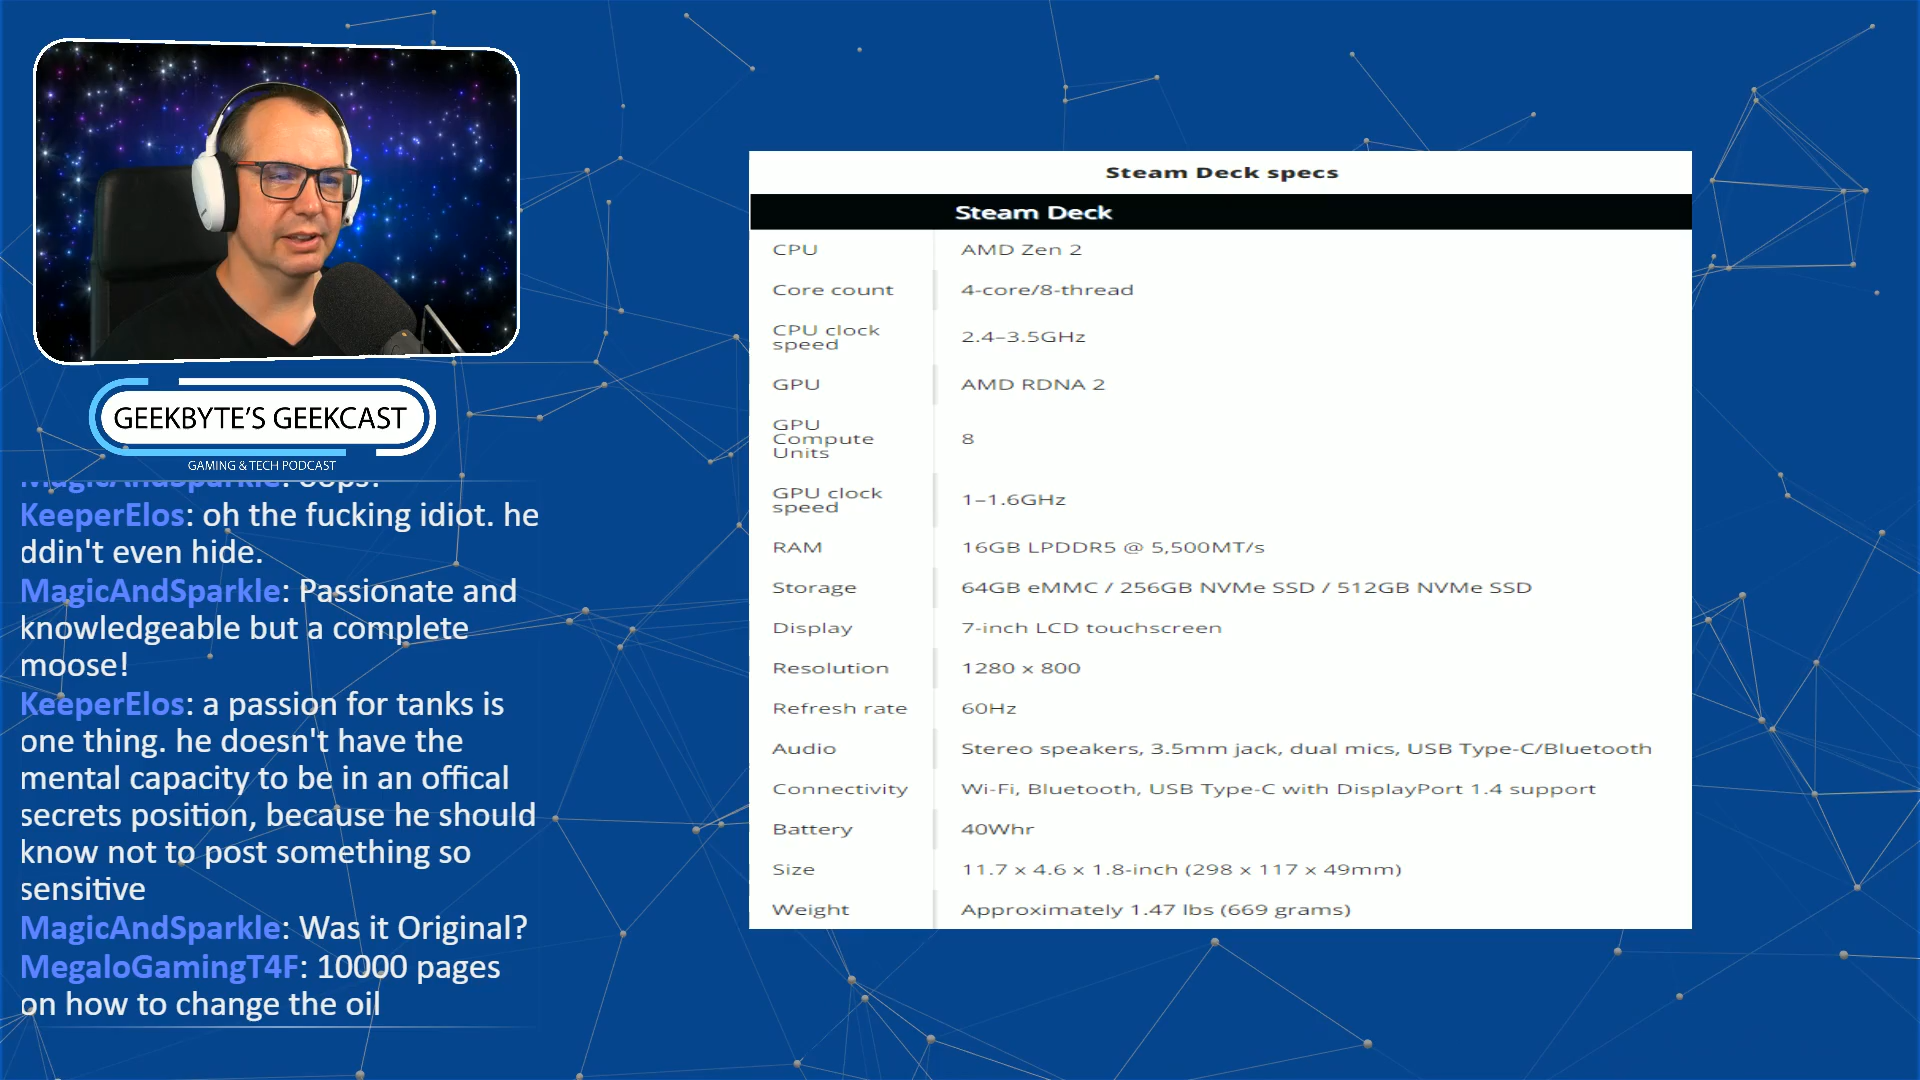 GEEKBYTE'S GEEKCAST
GAMING & TECH PODCAST
MagicAndSparkle: oops!
KeeperElos: oh the fucking idiot. he
ddin't even hide.
MagicAndSparkle: Passionate and
knowledgeable but a complete
moose!
KeeperElos: a passion for tanks is
one thing. he doesn't have the
mental capacity to be in an offical
secrets position, because he should
know not to post something so
sensitive
MagicAndSparkle: Was it Original?
MegaloGamingT4F: 10000 pages
on how to change the oil
Steam Deck specs
Steam Deck
CPU AMD Zen 2
Core count 4-core/8-thread
CPU clock
speed 2.4–3.5GHz
GPU AMD RDNA 2
GPU
Compute
Units 8
GPU clock
speed 1–1.6GHz
RAM 16GB LPDDR5 @ 5,500MT/s
Storage 64GB eMMC / 256GB NVMe SSD / 512GB NVMe SSD
Display 7-inch LCD touchscreen
Resolution 1280 x 800
Refresh rate 60Hz
Audio Stereo speakers, 3.5mm jack, dual mics, USB Type-C/Bluetooth
Connectivity Wi-Fi, Bluetooth, USB Type-C with DisplayPort 1.4 support
Battery 40Whr
Size 11.7 x 4.6 x 1.8-inch (298 x 117 x 49mm)
Weight Approximately 1.47 lbs (669 grams)